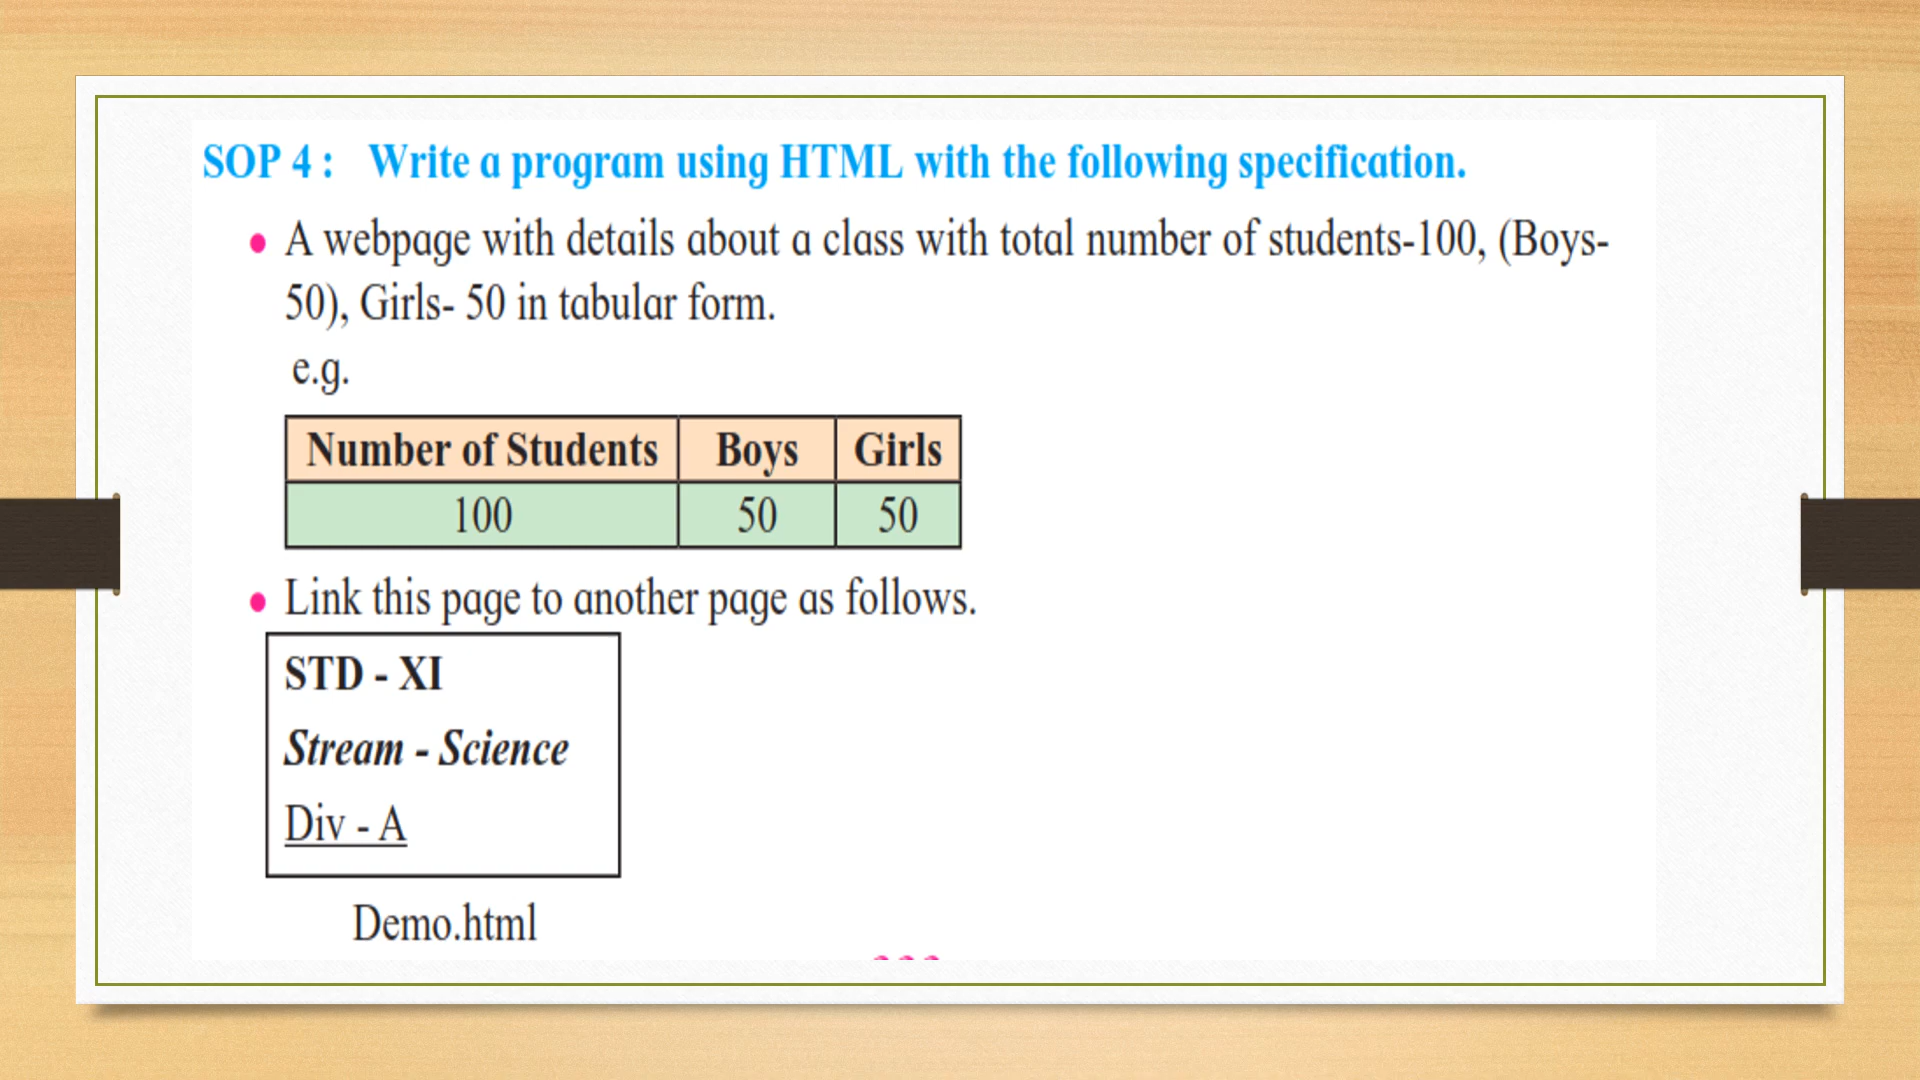 SOP 4 : Write a program using HTML with the following specification.
• A webpage with details about a class with total number of students-100, (Boys-
50), Girls- 50 in tabular form.
e.g.
Number of Students Boys Girls
100 50 50
• Link this page to another page as follows.
STD - XI
Stream - Science
Div - A
Demo.html